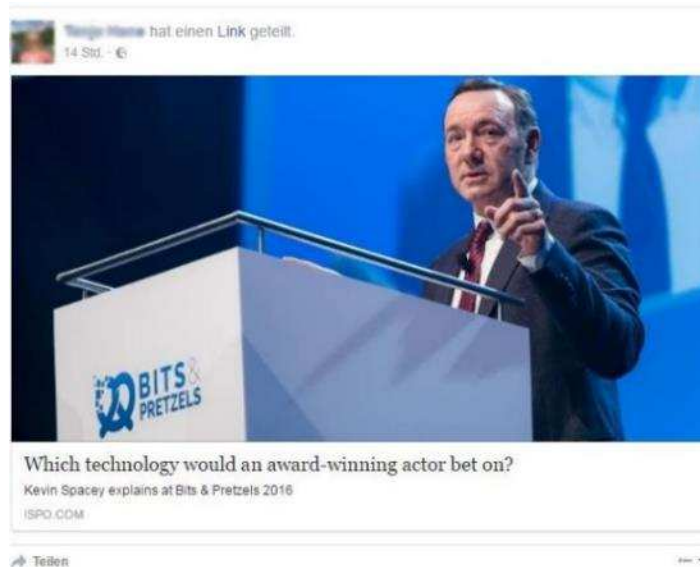 hat einen Link geteilt.
14 Std. ·
BITS &
PRETZELS
Which technology would an award-winning actor bet on?
Kevin Spacey explains at Bits & Pretzels 2016
ISPO.COM
Teilen